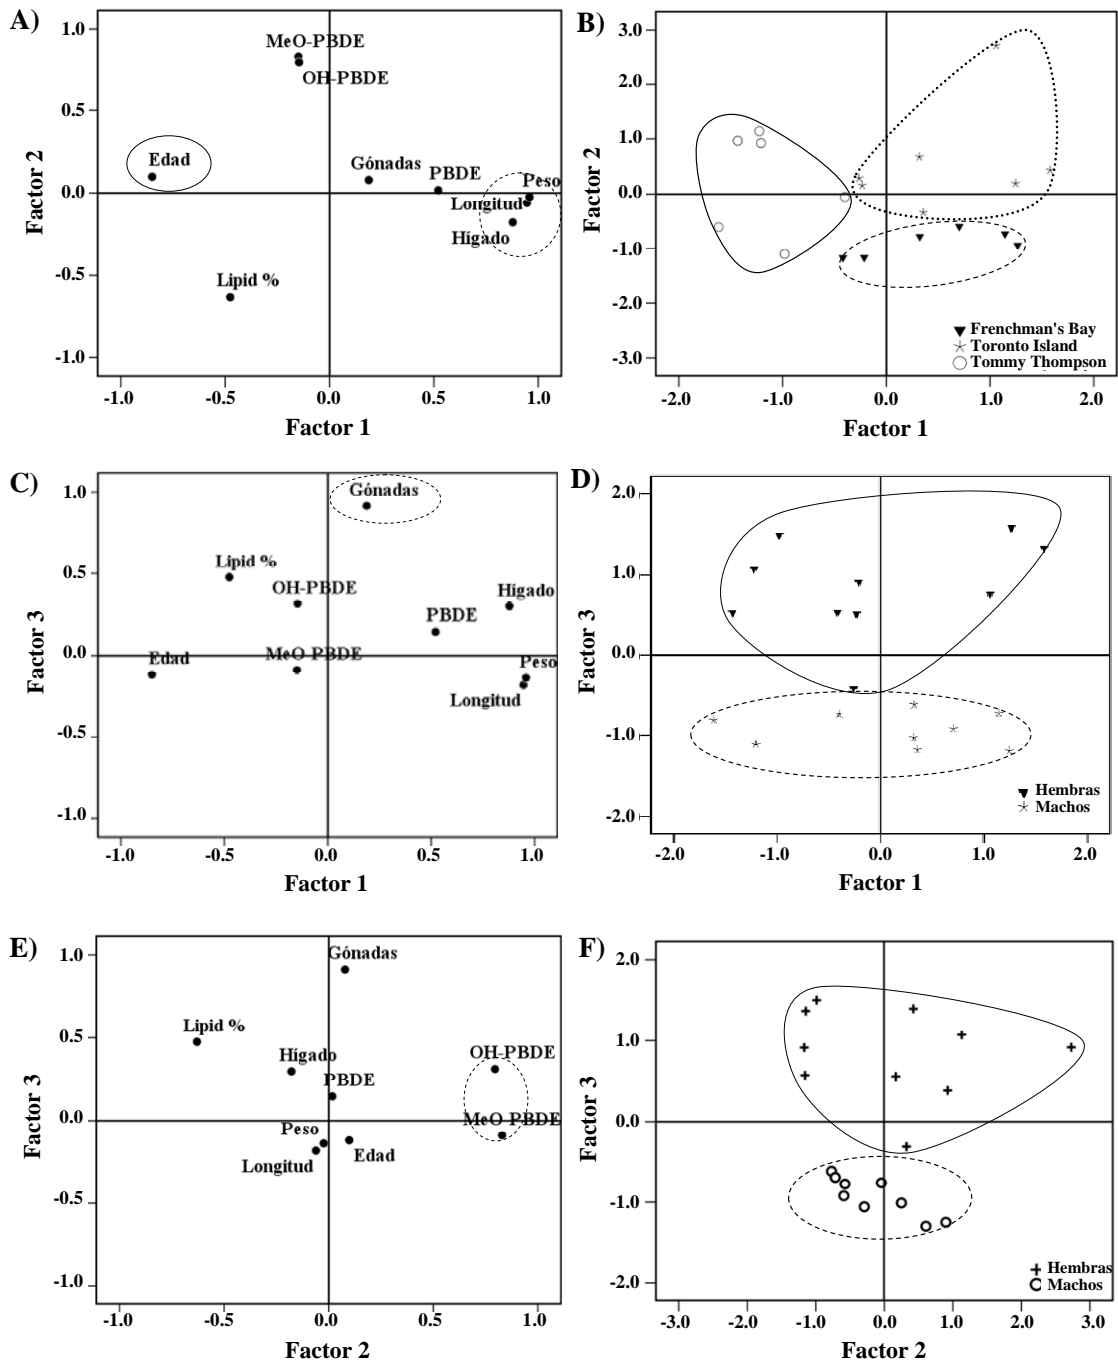 A)
1.0
0.5
0.0
-0.5
-1.0
Factor 2
MeO-PBDE
OH-PBDE
Edad
Gónadas
PBDE
Peso
Longitud
Hígado
Lipid %
-1.0 -0.5 0.0 0.5 1.0
Factor 1
B)
3.0
2.0
1.0
0.0
-1.0
-2.0
-3.0
Factor 2
Frenchman's Bay
Toronto Island
Tommy Thompson
-2.0 -1.0 0.0 1.0 2.0
Factor 1
C)
1.0
0.5
0.0
-0.5
-1.0
Factor 3
Gónadas
Lipid %
OH-PBDE
Hígado
PBDE
Edad
MeO-PBDE
Peso
Longitud
-1.0 -0.5 0.0 0.5 1.0
Factor 1
D)
2.0
1.0
0.0
-1.0
-2.0
Factor 3
Hembras
Machos
-2.0 -1.0 0.0 1.0 2.0
Factor 1
E)
1.0
0.5
0.0
-0.5
-1.0
Factor 3
Gónadas
Lipid %
Hígado
OH-PBDE
PBDE
MeO-PBDE
Peso
Edad
Longitud
-1.0 -0.5 0.0 0.5 1.0
Factor 2
F)
2.0
1.0
0.0
-1.0
-2.0
Factor 3
Hembras
Machos
-3.0 -2.0 -1.0 0.0 1.0 2.0 3.0
Factor 2